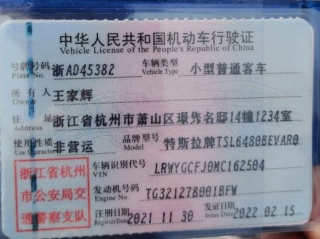 中华人民共和国机动车行驶证
Vehicle License of the People's Republic of China
号牌号码 浙AD45382 车辆类型 小型普通客车
Plate No. Vehicle Type
所有人 王家辉
Owner
住址 浙江省杭州市萧山区璟隽名邸14幢1234室
Address
使用性质 非营运 品牌型号 特斯拉牌TSL6480BEVAR0
Use Character Model
浙江省杭州市公安局交通警察支队
车辆识别代号 LRWYGCFJ0MC162504
VIN
发动机号码 TG321278001BFW
Engine No.
注册日期 2021 11 30 发证日期 2022 02 15
Register Date Issue Date